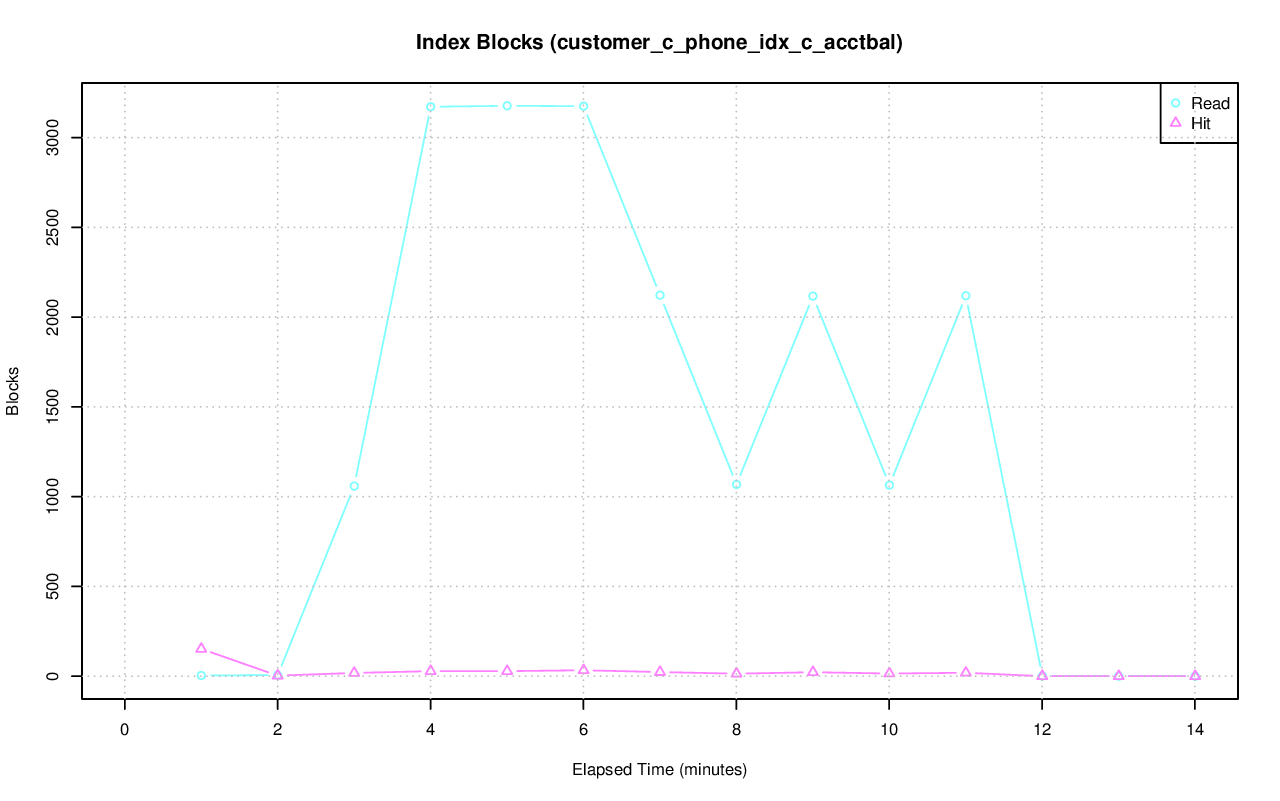 Index Blocks (customer_c_phone_idx_c_acctbal)
Read
Hit
3000
2500
2000
1500
1000
500
0
Blocks
0 2 4 6 8 10 12 14
Elapsed Time (minutes)